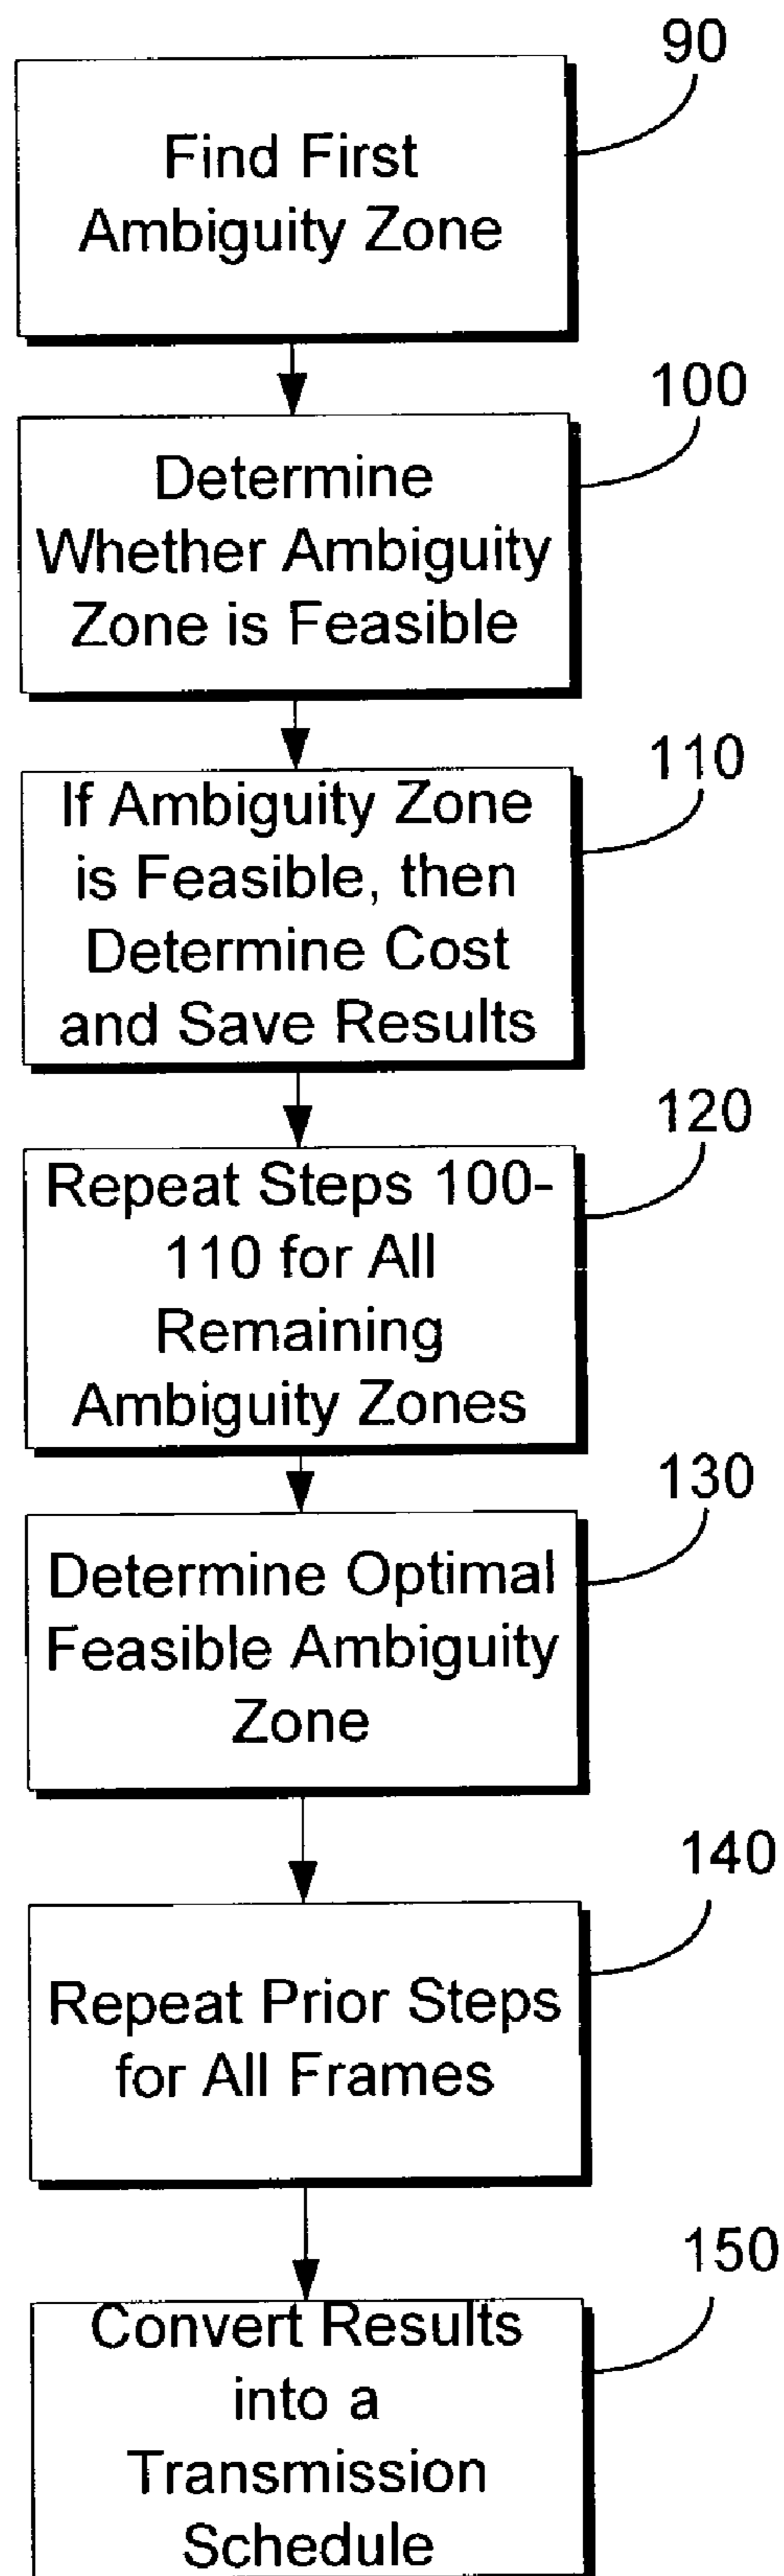 90
Find First
Ambiguity Zone
100
Determine
Whether Ambiguity
Zone is Feasible
110
If Ambiguity Zone
is Feasible, then
Determine Cost
and Save Results
120
Repeat Steps 100-
110 for All
Remaining
Ambiguity Zones
130
Determine Optimal
Feasible Ambiguity
Zone
140
Repeat Prior Steps
for All Frames
150
Convert Results
into a
Transmission
Schedule